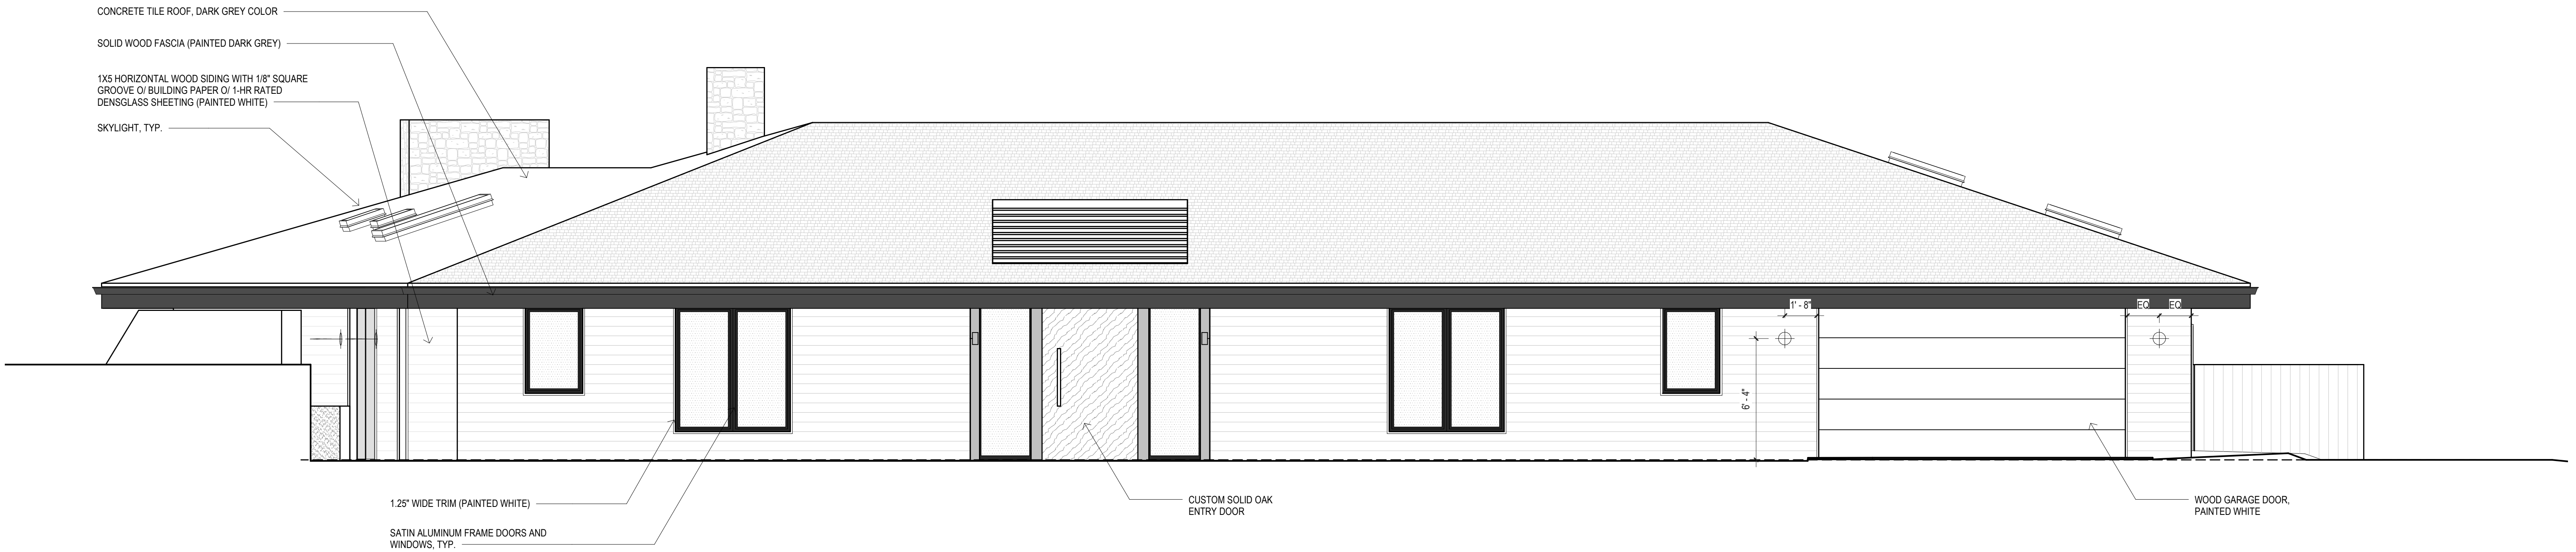 CONCRETE TILE ROOF, DARK GREY COLOR
SOLID WOOD FASCIA (PAINTED DARK GREY)
1X5 HORIZONTAL WOOD SIDING WITH 1/8" SQUARE
GROOVE O/ BUILDING PAPER O/ 1-HR RATED
DENSGLASS SHEETING (PAINTED WHITE)
SKYLIGHT, TYP.
1' - 8"
EQ
EQ
6' - 4"
1.25" WIDE TRIM (PAINTED WHITE)
SATIN ALUMINUM FRAME DOORS AND
WINDOWS, TYP.
CUSTOM SOLID OAK
ENTRY DOOR
WOOD GARAGE DOOR,
PAINTED WHITE